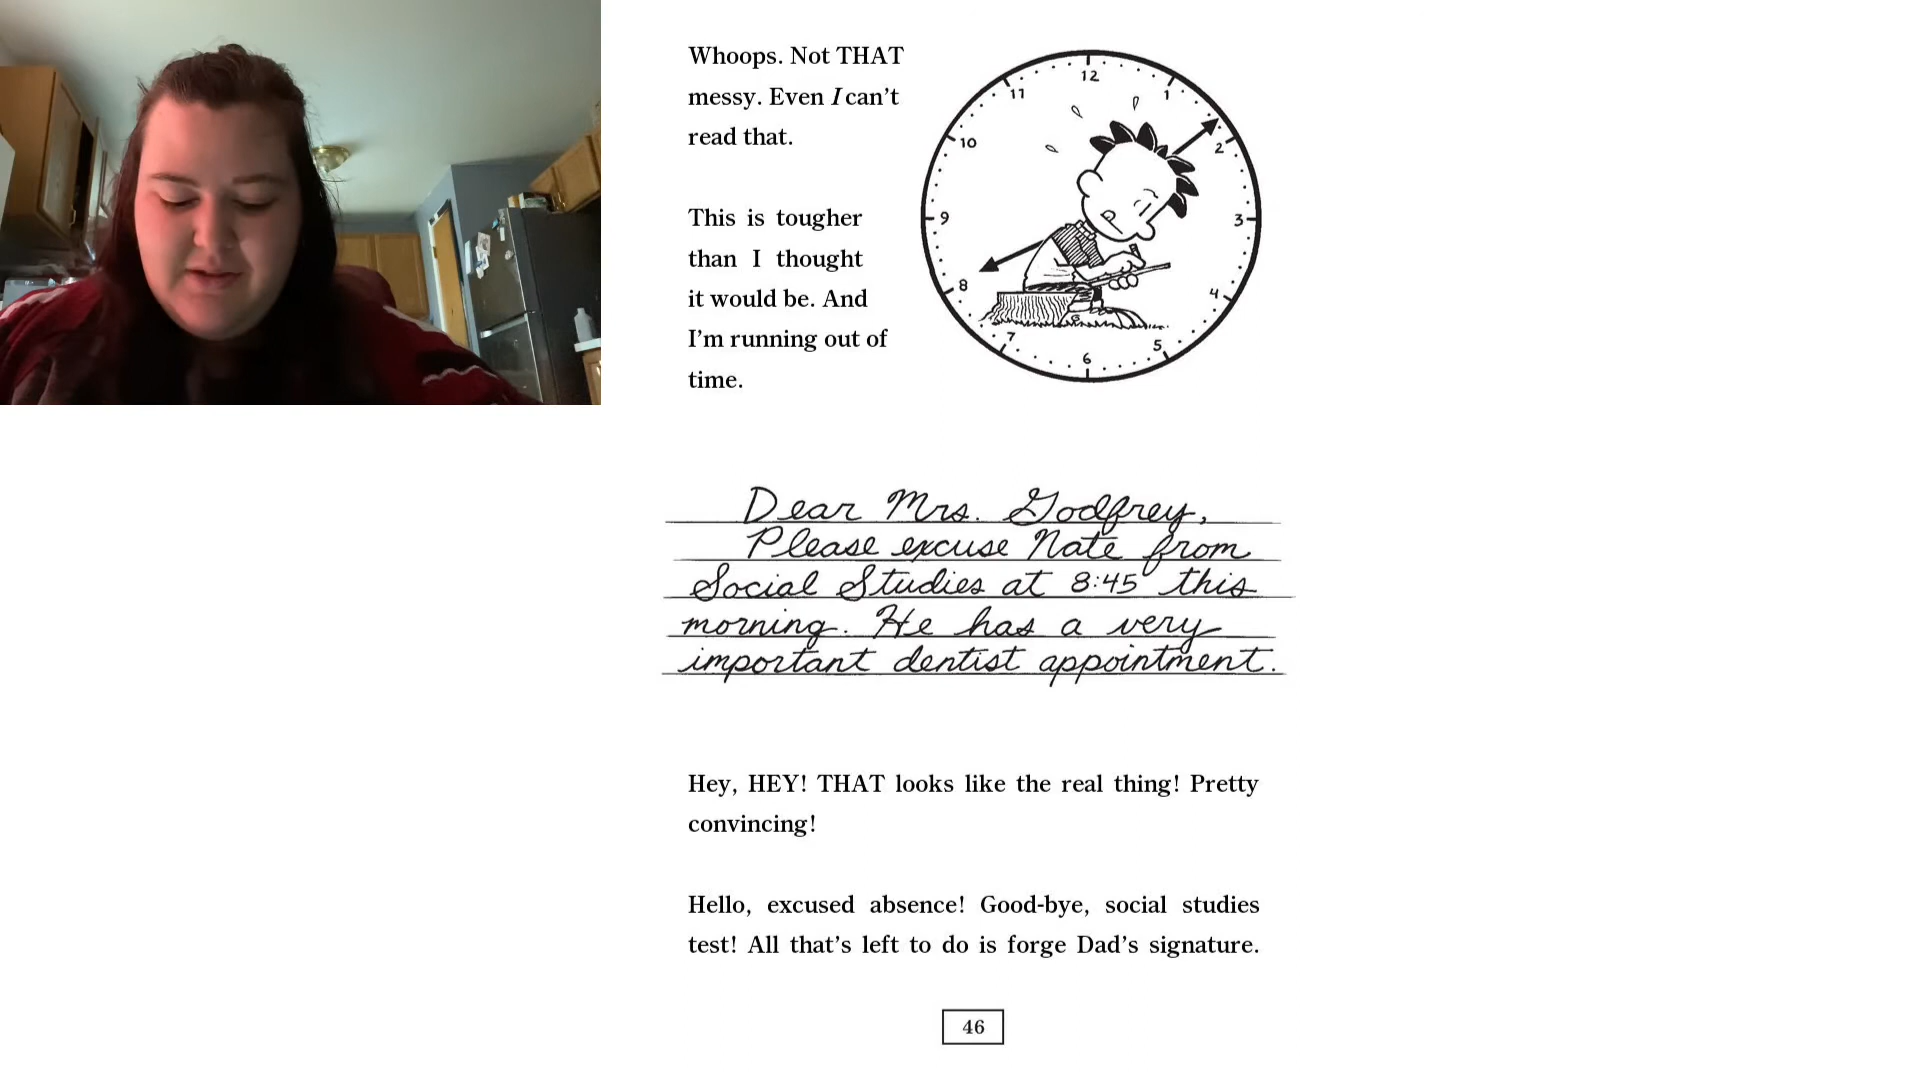 Whoops. Not THAT
messy. Even I can't
read that.
This is tougher
than I thought
it would be. And
I'm running out of
time.
12
1
2
3
4
5
6
7
8
9
10
11
Dear Mrs. Godfrey,
Please excuse Nate from
Social Studies at 8:45 this
morning. He has a very
important dentist appointment.
Hey, HEY! THAT looks like the real thing! Pretty
convincing!
Hello, excused absence! Good-bye, social studies
test! All that's left to do is forge Dad's signature.
46